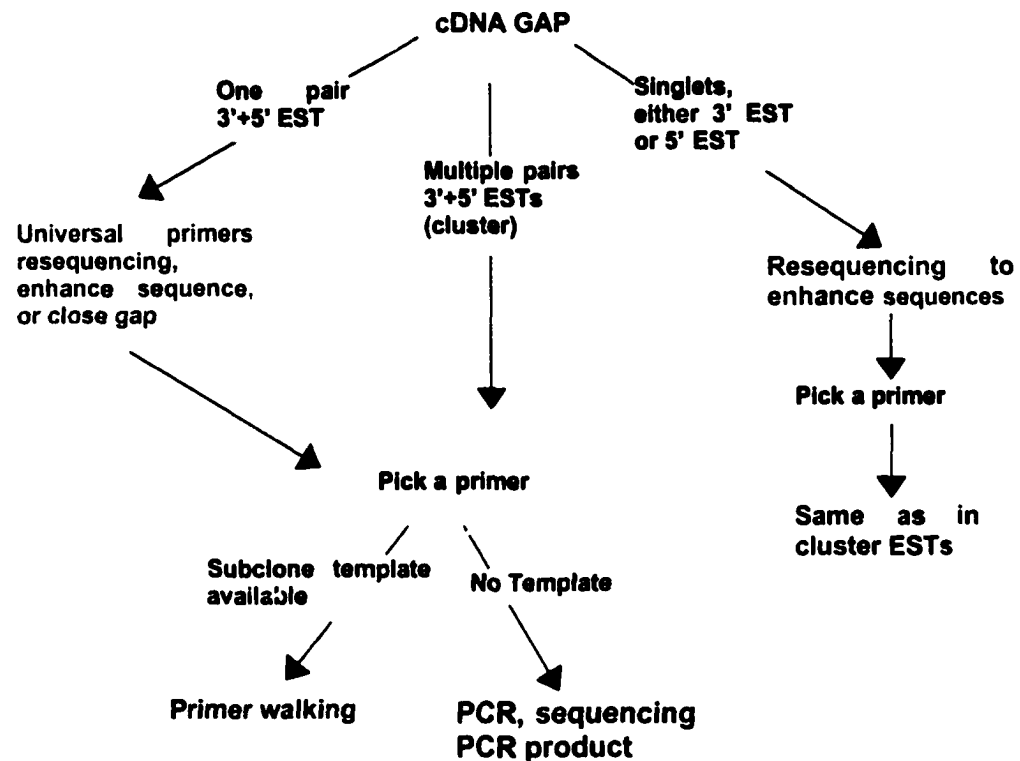 cDNA GAP
One pair
3'+5' EST
Singlets,
either 3' EST
or 5' EST
Multiple pairs
3'+5' ESTs
(cluster)
Universal primers
resequencing,
enhance sequence,
or close gap
Resequencing to
enhance sequences
Pick a primer
Same as in
cluster ESTs
Pick a primer
Subclone template
available
No Template
Primer walking
PCR, sequencing
PCR product